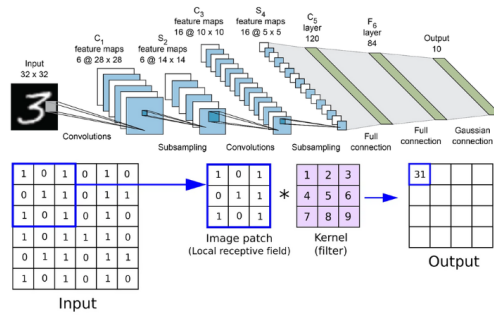 Input
32 x 32
C1
feature maps
6 @ 28 x 28
S2
feature maps
6 @ 14 x 14
C3
feature maps
16 @ 10 x 10
S4
feature maps
16 @ 5 x 5
C5
layer
120
F6
layer
84
Output
10
3
Convolutions
Subsampling
Convolutions
Subsampling
Full
connection
Full
connection
Gaussian
connection
1 0 1 0 1 0
0 1 1 0 1 1
1 0 1 0 1 0
1 0 1 1 1 0
0 1 1 0 1 1
1 0 1 0 1 0
Input
1 0 1
0 1 1
1 0 1
Image patch
(Local receptive field)
*
1 2 3
4 5 6
7 8 9
Kernel
(filter)
31
Output